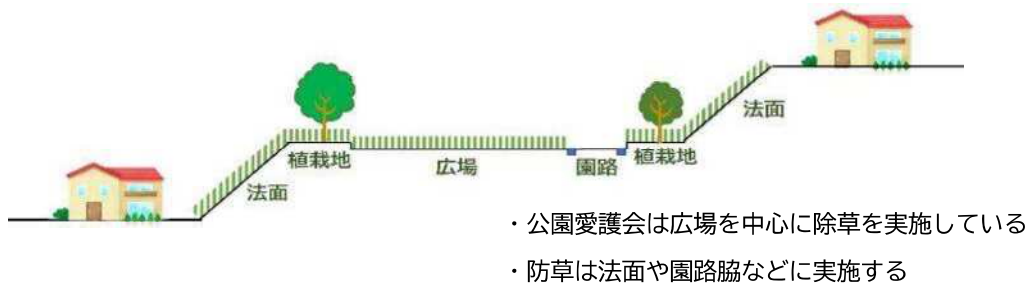 法面
植栽地
広場
園路
植栽地
法面
・公園愛護会は広場を中心に除草を実施している
・防草は法面や園路脇などに実施する